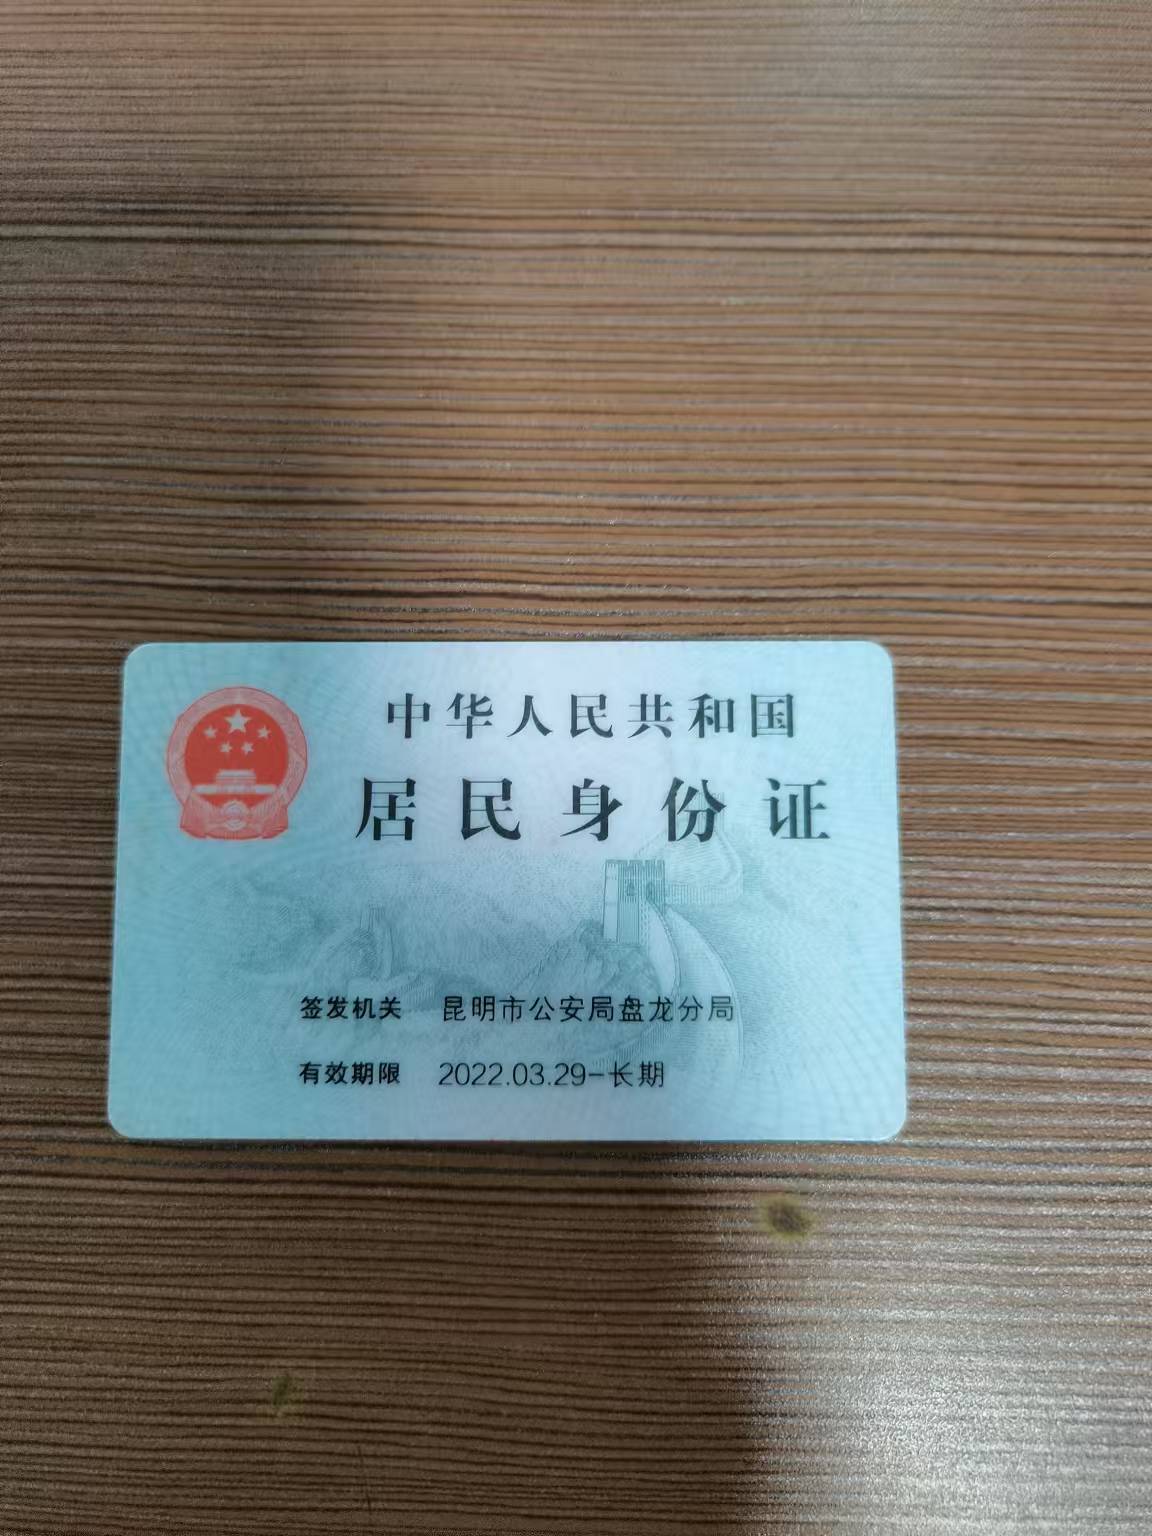 中华人民共和国
居民身份证
签发机关 昆明市公安局盘龙分局
有效期限 2022.03.29-长期